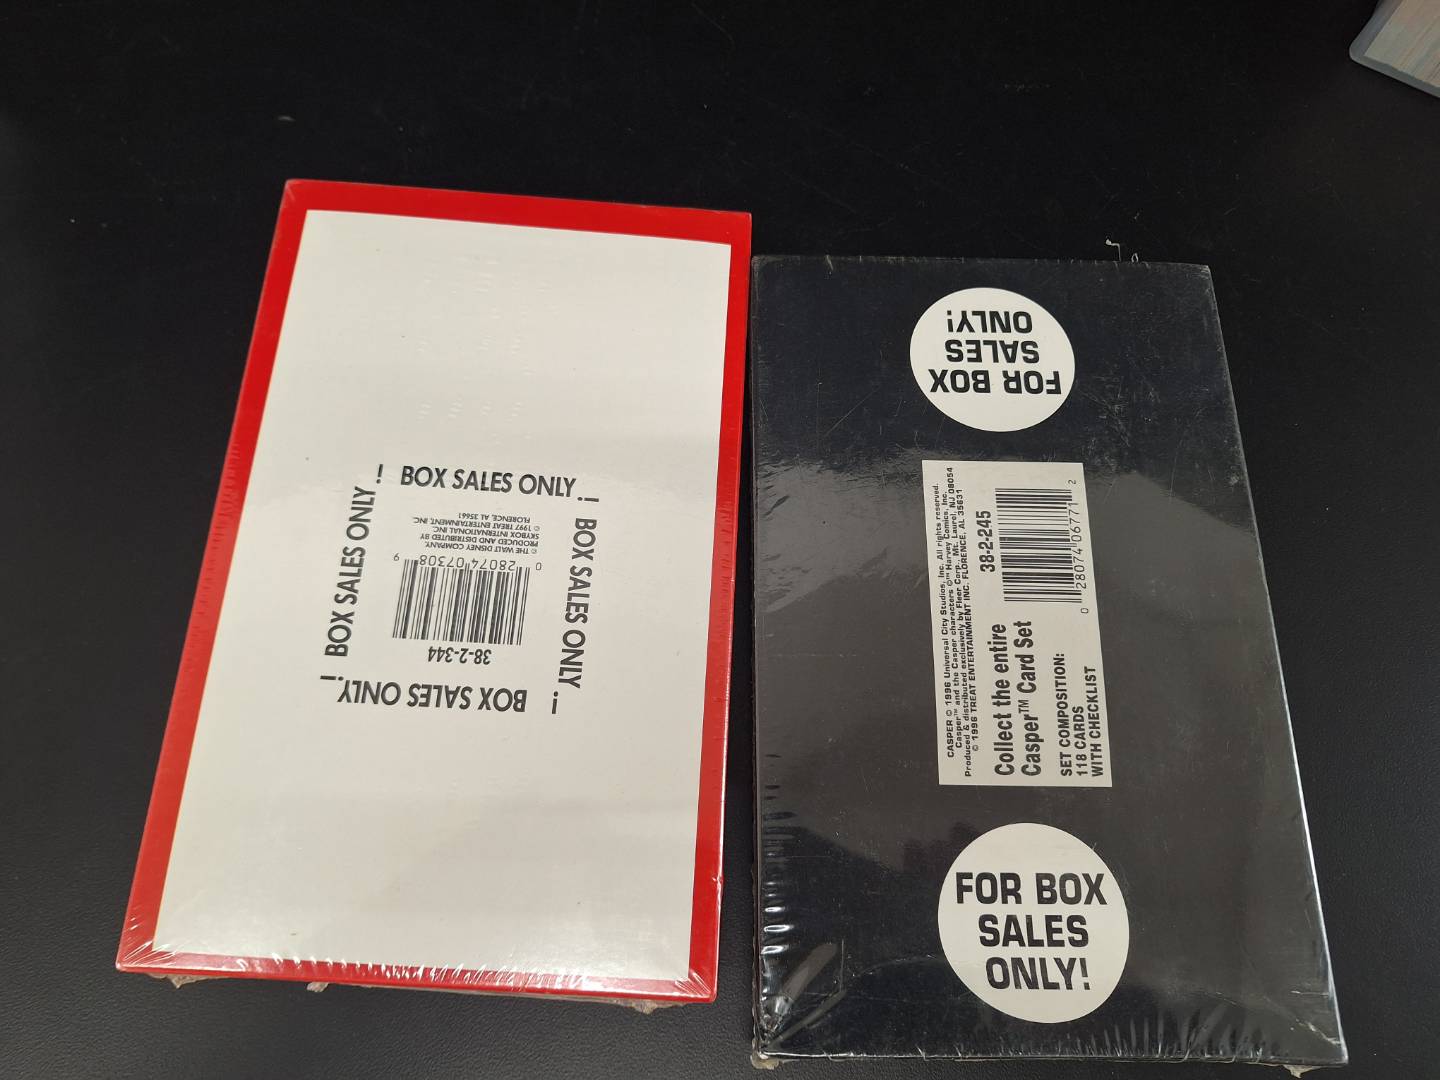 ! BOX SALES ONLY
! BOX SALES ONLY
! BOX SALES ONLY
! BOX SALES ONLY
38-2-344
0 28074 07308 9
© THE WALT DISNEY COMPANY.
PRODUCED AND DISTRIBUTED BY
SKYBOX INTERNATIONAL INC.
© 1997 TREAT ENTERTAINMENT, INC.
FLORENCE, AL 35661
FOR BOX
SALES
ONLY!
CASPER © 1996 Universal City Studios, Inc. All rights reserved.
Casper™ and the Casper characters ©™ Harvey Comics, Inc.
Produced & distributed exclusively by Fleer Corp., Mt. Laurel, NJ 08054
© 1996 TREAT ENTERTAINMENT INC. FLORENCE, AL 35631
Collect the entire
Casper™ Card Set
38-2-245
SET COMPOSITION:
118 CARDS
WITH CHECKLIST
0 28074 06771 2
FOR BOX
SALES
ONLY!